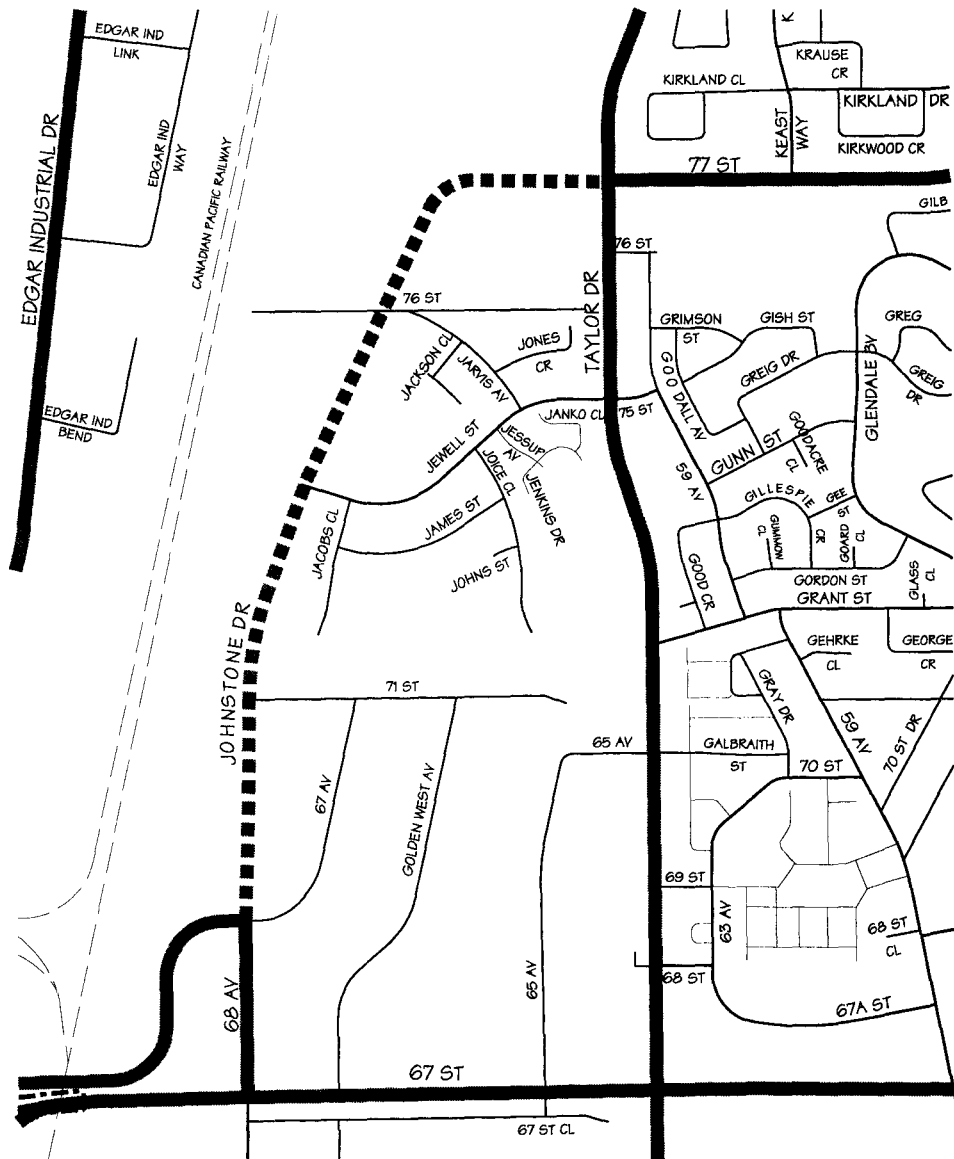 EDGAR IND
LINK
EDGAR INDUSTRIAL DR
EDGAR IND
WAY
CANADIAN PACIFIC RAILWAY
EDGAR IND
BEND
K
KRAUSE
CR
KIRKLAND CL
KIRKLAND DR
KEAST
WAY
KIRKWOOD CR
77 ST
GILB
76 ST
TAYLOR DR
76 ST
GRIMSON
ST
GISH ST
GREG
JACKSON CL
JARVIS AV
JONES
CR
GOODALL AV
GREIG DR
GLENDALE BV
GREIG
DR
JANKO CL
75 ST
JEWELL ST
JESSUP
AV
GUNN ST
GOODACRE
CL
JOICE CL
JENKINS DR
59 AV
GILLESPIE
CR
GEE
ST
JACOBS CL
JAMES ST
GUMMOW
CL
GOARD
CL
JOHNS ST
GOOD CR
GORDON ST
GLASS
CL
GRANT ST
JOHNSTONE DR
GEHRKE
CL
GEORGE
CR
71 ST
GRAY DR
59 AV
70 ST DR
65 AV
GALBRAITH
ST
70 ST
67 AV
GOLDEN WEST AV
69 ST
63 AV
68 ST
CL
68 AV
65 AV
68 ST
67A ST
67 ST
67 ST CL